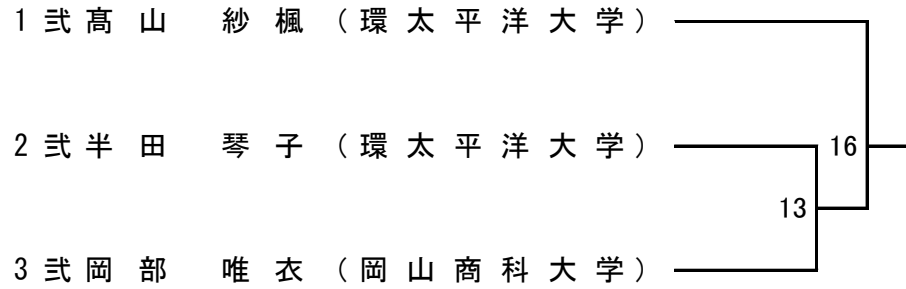 1 弐 髙山 紗楓 (環太平洋大学)
2 弐 半田 琴子 (環太平洋大学)
16
13
3 弐 岡部 唯衣 (岡山商科大学)